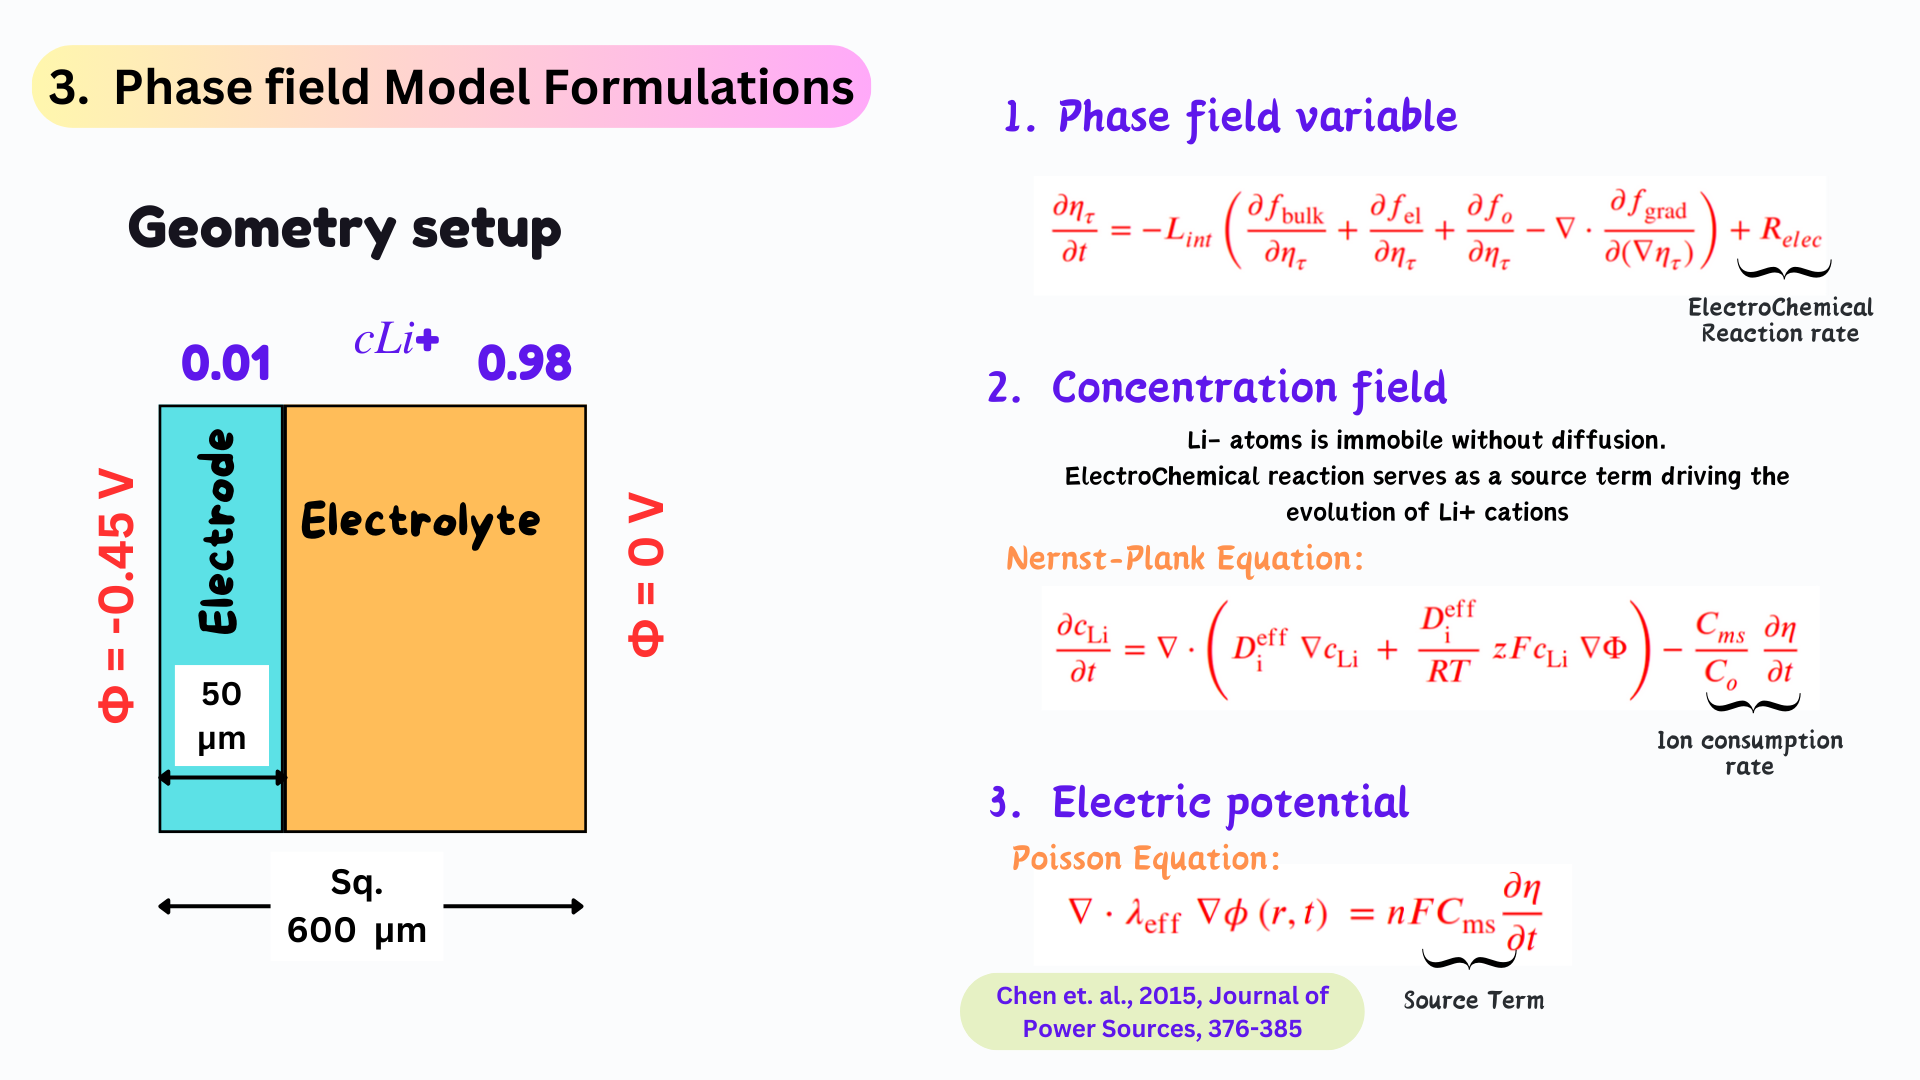 3. Phase field Model Formulations
Geometry setup
cLi+
0.01
0.98
Φ = -0.45 V
Electrode
Electrolyte
Φ = 0 V
50
μm
Sq.
600 μm
1. Phase field variable
∂η_τ/∂t = −L_int (∂f_bulk/∂η_τ + ∂f_el/∂η_τ + ∂f_o/∂η_τ − ∇ · ∂f_grad/∂(∇η_τ)) + R_elec
ElectroChemical
Reaction rate
2. Concentration field
Li- atoms is immobile without diffusion.
ElectroChemical reaction serves as a source term driving the
evolution of Li+ cations
Nernst-Plank Equation:
∂c_Li/∂t = ∇ · (D_i^eff ∇c_Li + D_i^eff/RT zFc_Li ∇Φ) − C_ms/C_o ∂η/∂t
Ion consumption
rate
3. Electric potential
Poisson Equation:
∇ · λ_eff ∇ϕ (r, t) = nFC_ms ∂η/∂t
Source Term
Chen et. al., 2015, Journal of
Power Sources, 376-385